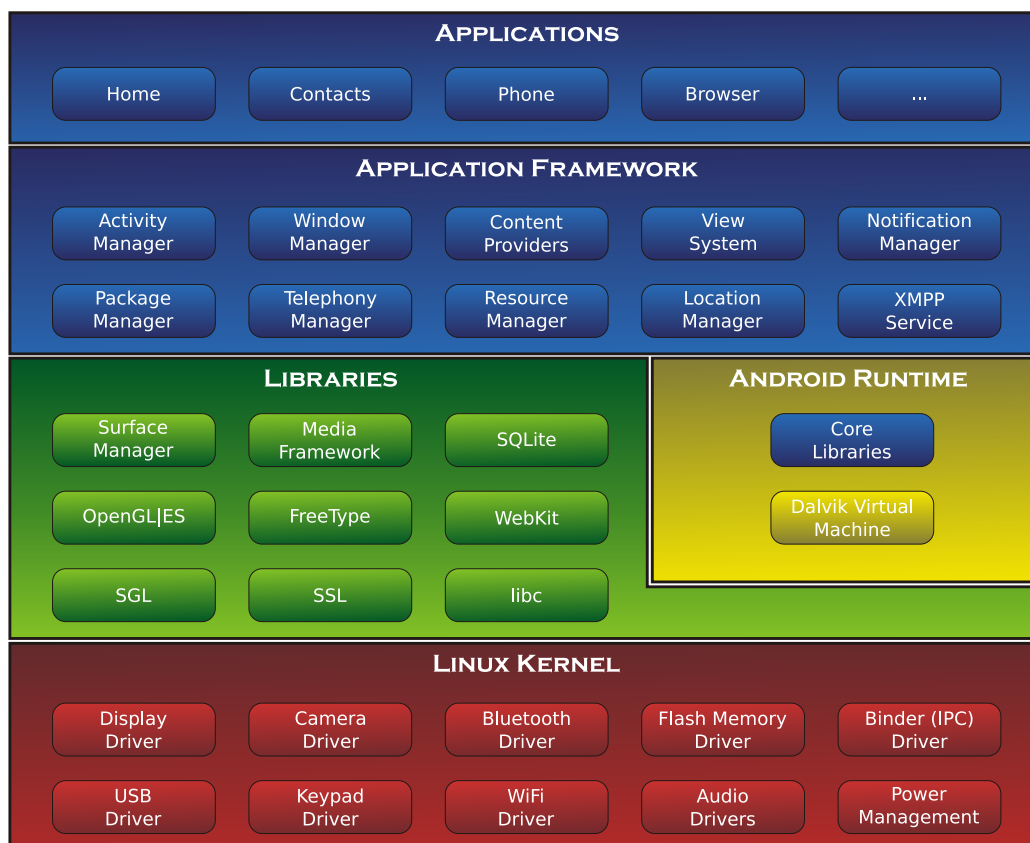 APPLICATIONS
Home
Contacts
Phone
Browser
...
APPLICATION FRAMEWORK
Activity
Manager
Window
Manager
Content
Providers
View
System
Notification
Manager
Package
Manager
Telephony
Manager
Resource
Manager
Location
Manager
XMPP
Service
LIBRARIES
Surface
Manager
Media
Framework
SQLite
OpenGL|ES
FreeType
WebKit
SGL
SSL
libc
ANDROID RUNTIME
Core
Libraries
Dalvik Virtual
Machine
LINUX KERNEL
Display
Driver
Camera
Driver
Bluetooth
Driver
Flash Memory
Driver
Binder (IPC)
Driver
USB
Driver
Keypad
Driver
WiFi
Driver
Audio
Drivers
Power
Management